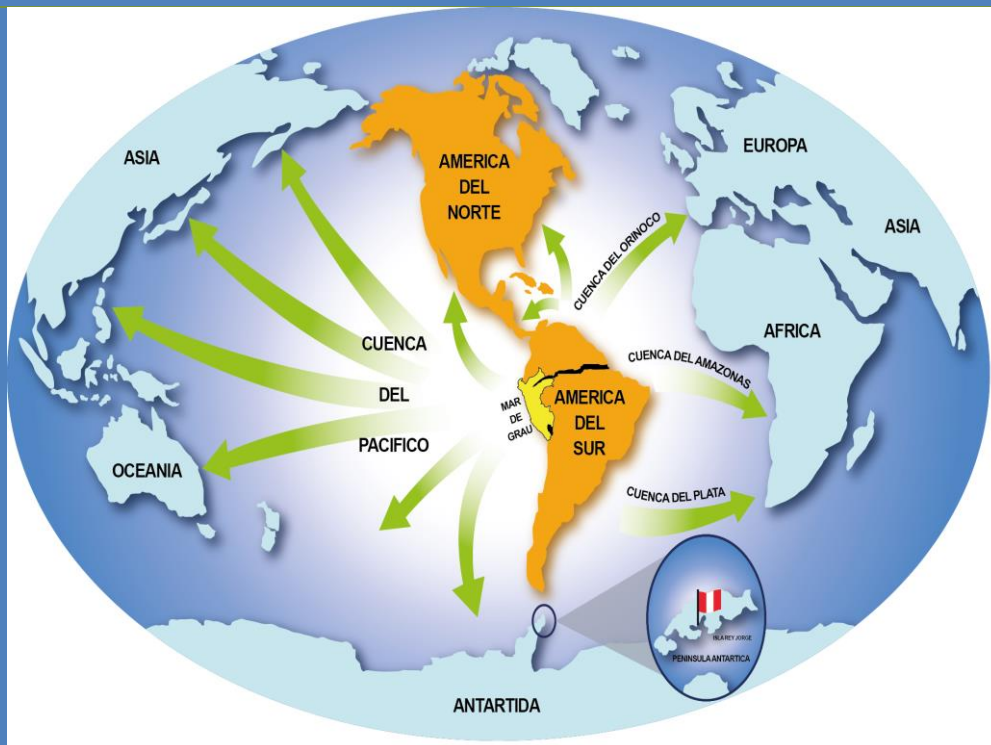 ASIA
AMERICA
DEL
NORTE
EUROPA
ASIA
CUENCA DEL ORINOCO
AFRICA
CUENCA
DEL
PACIFICO
CUENCA DEL AMAZONAS
MAR
DE
GRAU
AMERICA
DEL
SUR
OCEANIA
CUENCA DEL PLATA
ISLA REY JORGE
PENINSULA ANTARTICA
ANTARTIDA